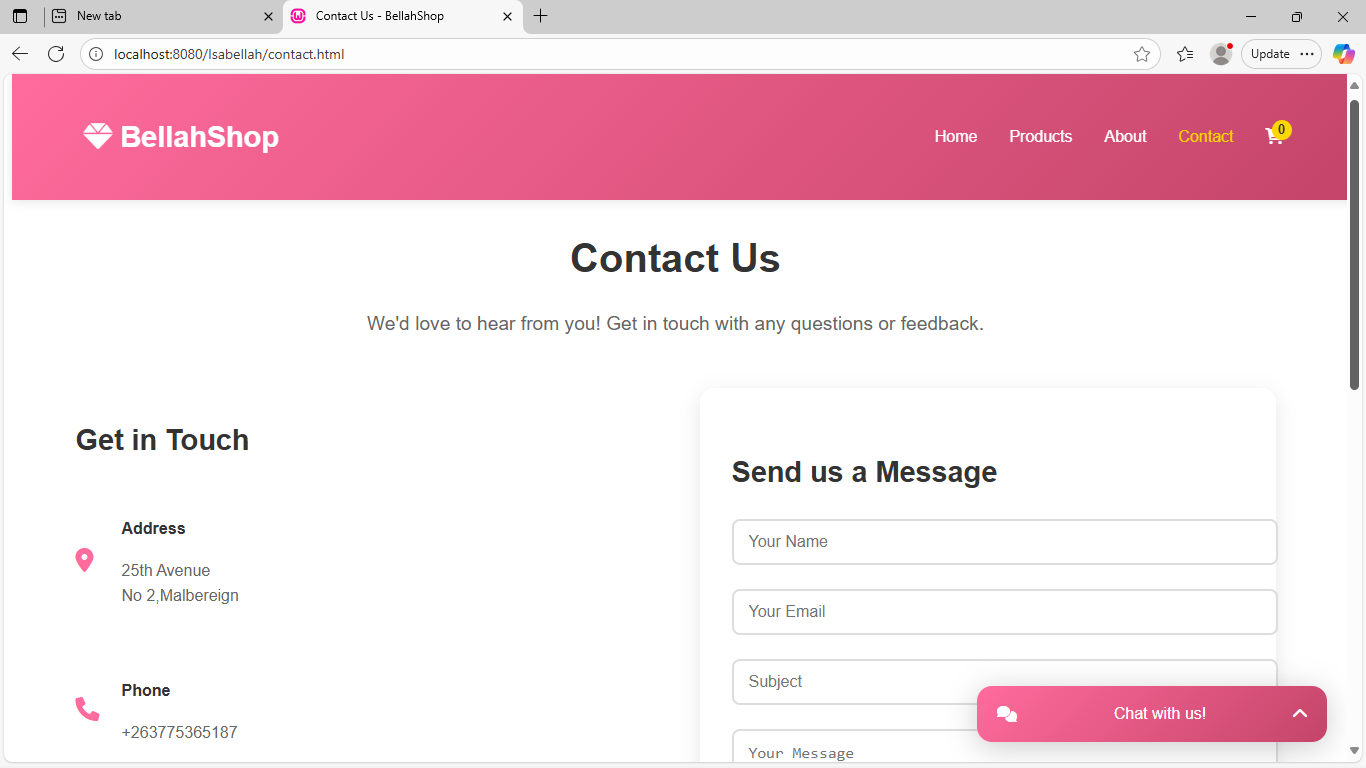 New tab
Contact Us - BellahShop
localhost:8080/Isabellah/contact.html
Update
BellahShop
Home
Products
About
Contact
0
Contact Us
We'd love to hear from you! Get in touch with any questions or feedback.
Get in Touch
Address
25th Avenue
No 2,Malbereign
Phone
+263775365187
Send us a Message
Your Name
Your Email
Subject
Your Message
Chat with us!